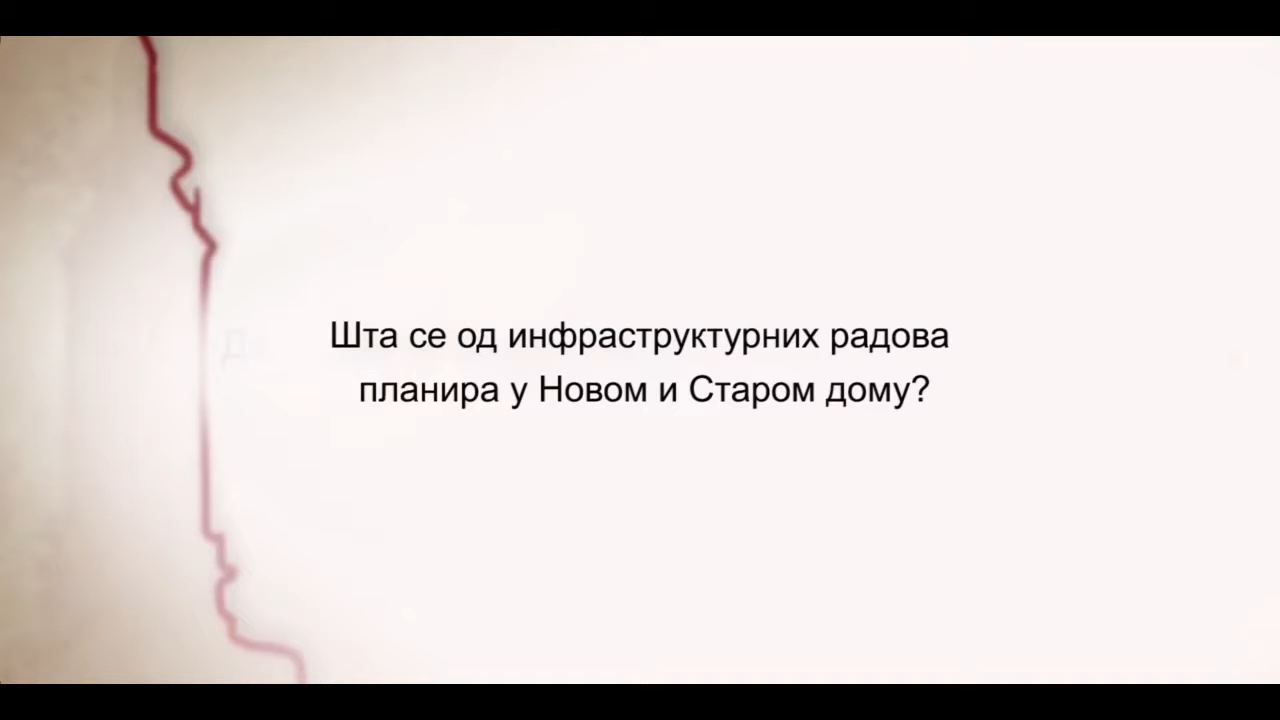 Шта се од инфраструктурних радова
планира у Новом и Старом дому?